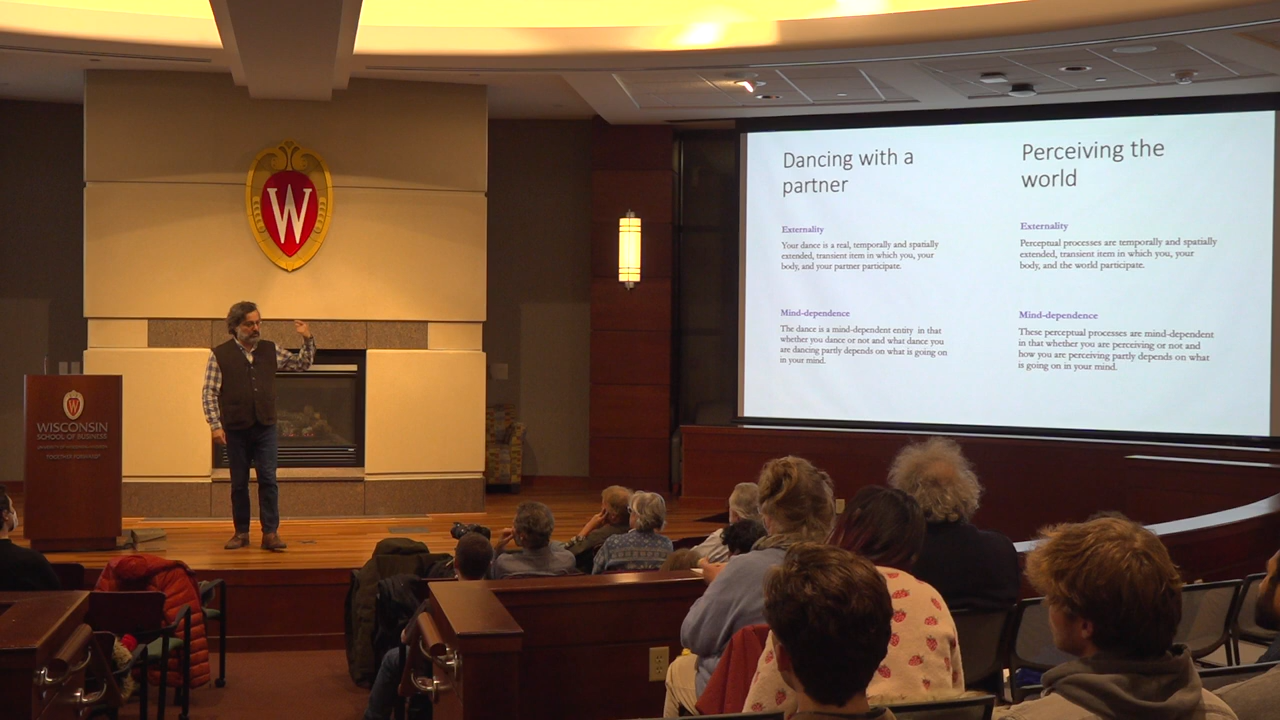 W
WISCONSIN
SCHOOL OF BUSINESS
UNIVERSITY OF WISCONSIN-MADISON
Dancing with a
partner
Externality
Your dance is a real, temporally and spatially
extended, transient item in which you, your
body, and your partner participate.
Mind-dependence
The dance is a mind-dependent entity in that
whether you dance or not and what dance you
are dancing partly depends on what is going on
in your mind.
Perceiving the
world
Externality
Perceptual processes are temporally and spatially
extended, transient item in which you, your
body, and the world participate.
Mind-dependence
These perceptual processes are mind-dependent
in that whether you are perceiving or not and
how you are perceiving partly depends on what
is going on in your mind.